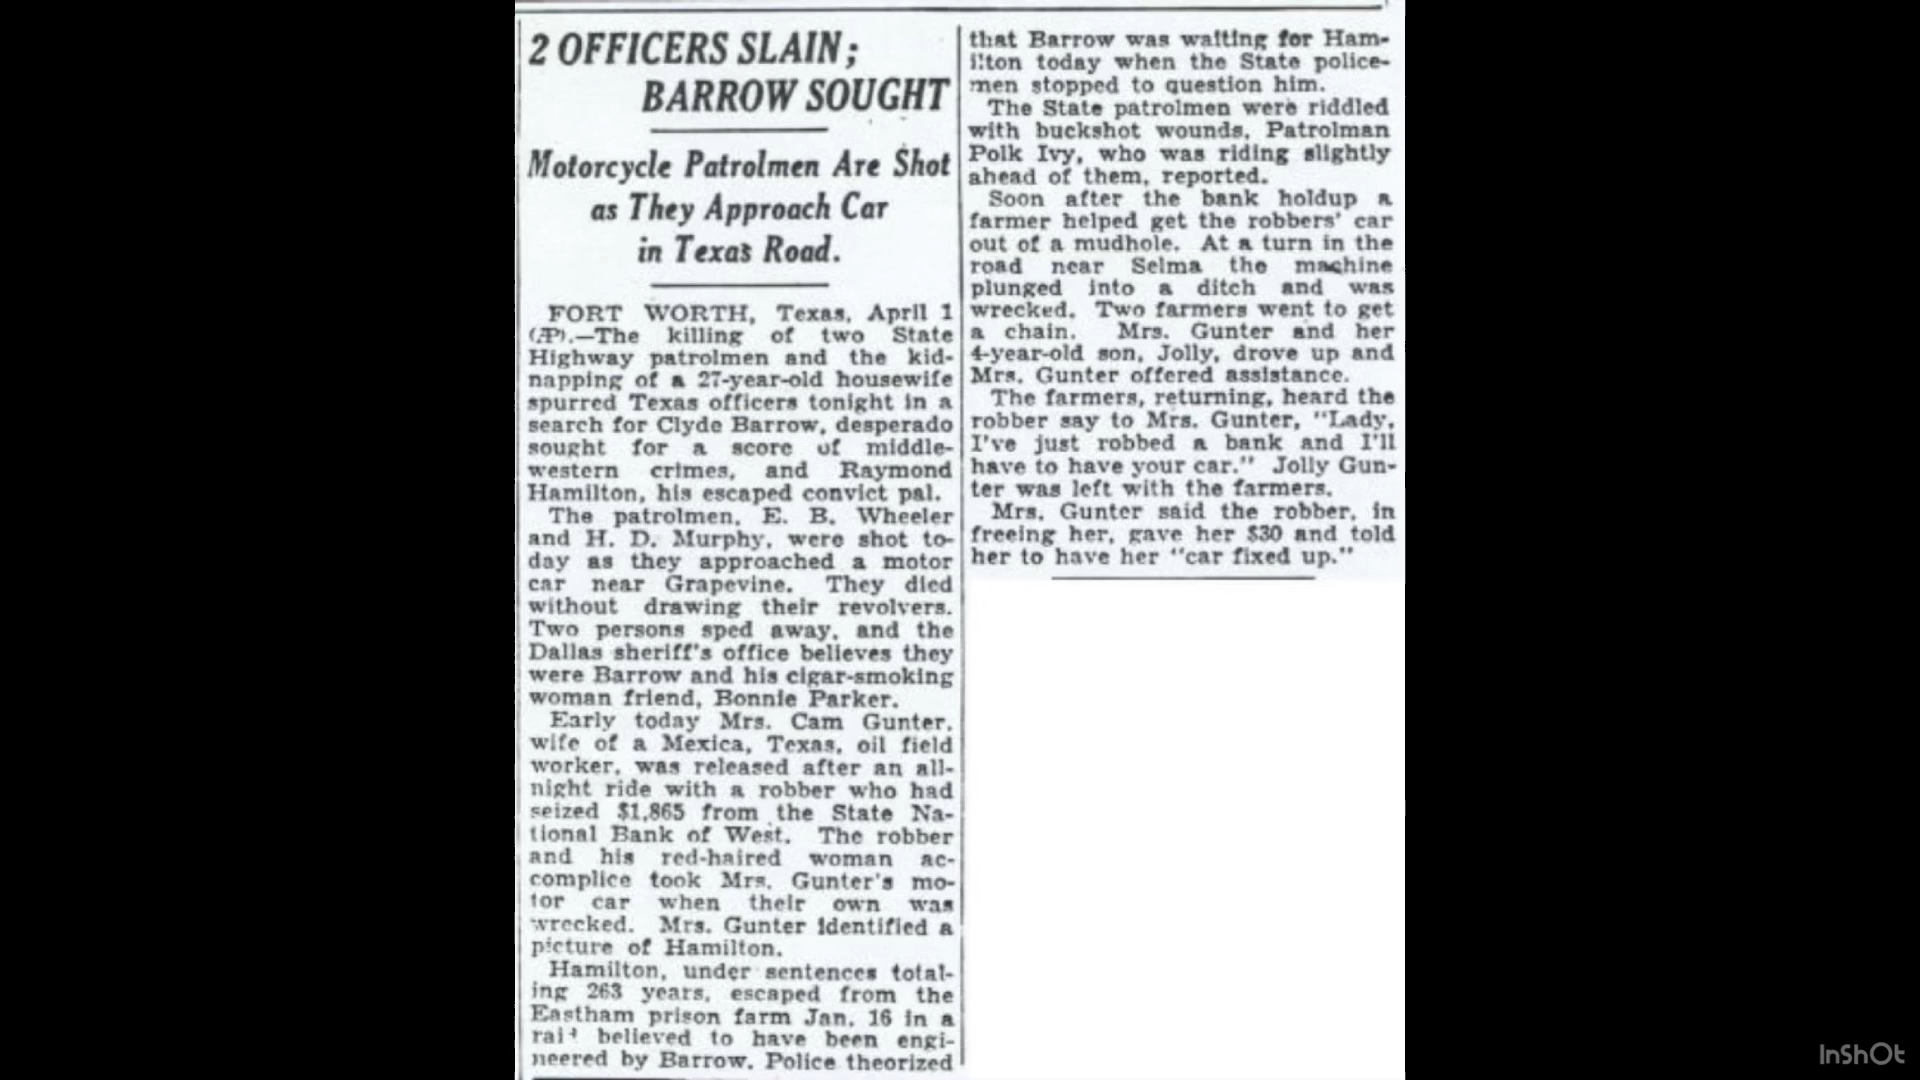 2 OFFICERS SLAIN;
BARROW SOUGHT
Motorcycle Patrolmen Are Shot
as They Approach Car
in Texas Road.
FORT WORTH, Texas, April 1
(AP).—The killing of two State
Highway patrolmen and the kid-
napping of a 27-year-old housewife
spurred Texas officers tonight in a
search for Clyde Barrow, desperado
sought for a score of middle-
western crimes, and Raymond
Hamilton, his escaped convict pal.
The patrolmen, E. B. Wheeler
and H. D. Murphy, were shot to-
day as they approached a motor
car near Grapevine. They died
without drawing their revolvers.
Two persons sped away, and the
Dallas sheriff's office believes they
were Barrow and his cigar-smoking
woman friend, Bonnie Parker.
Early today Mrs. Cam Gunter,
wife of a Mexica, Texas, oil field
worker, was released after an all-
night ride with a robber who had
seized $1,865 from the State Na-
tional Bank of West. The robber
and his red-haired woman ac-
complice took Mrs. Gunter's mo-
tor car when their own was
wrecked. Mrs. Gunter identified a
picture of Hamilton.
Hamilton, under sentences total-
ing 263 years, escaped from the
Eastham prison farm Jan. 16 in a
raid believed to have been engi-
neered by Barrow. Police theorized
that Barrow was waiting for Ham-
ilton today when the State police-
men stopped to question him.
The State patrolmen were riddled
with buckshot wounds, Patrolman
Polk Ivy, who was riding slightly
ahead of them, reported.
Soon after the bank holdup a
farmer helped get the robbers' car
out of a mudhole. At a turn in the
road near Selma the machine
plunged into a ditch and was
wrecked. Two farmers went to get
a chain. Mrs. Gunter and her
4-year-old son, Jolly, drove up and
Mrs. Gunter offered assistance.
The farmers, returning, heard the
robber say to Mrs. Gunter, "Lady,
I've just robbed a bank and I'll
have to have your car." Jolly Gun-
ter was left with the farmers.
Mrs. Gunter said the robber, in
freeing her, gave her $30 and told
her to have her "car fixed up."
InShOt